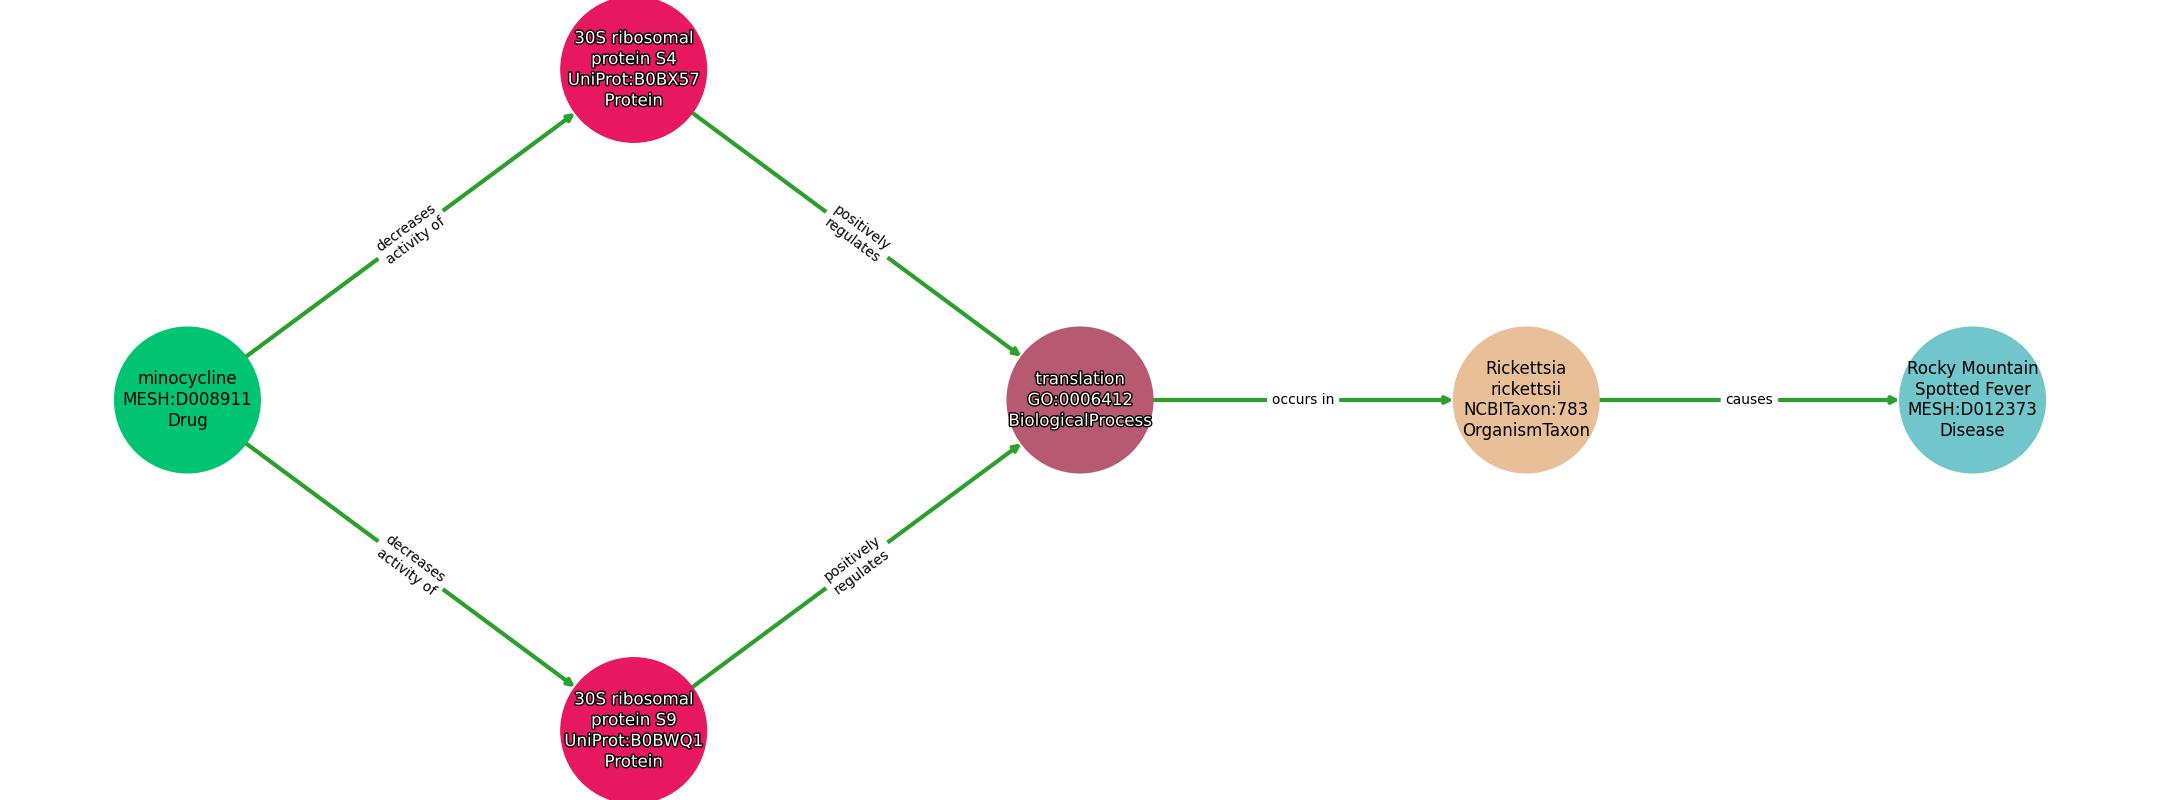 30S ribosomal
protein S4
UniProt:B0BX57
Protein
decreases
activity of
positively
regulates
minocycline
MESH:D008911
Drug
translation
GO:0006412
BiologicalProcess
occurs in
Rickettsia
rickettsii
NCBITaxon:783
OrganismTaxon
causes
Rocky Mountain
Spotted Fever
MESH:D012373
Disease
decreases
activity of
positively
regulates
30S ribosomal
protein S9
UniProt:B0BWQ1
Protein